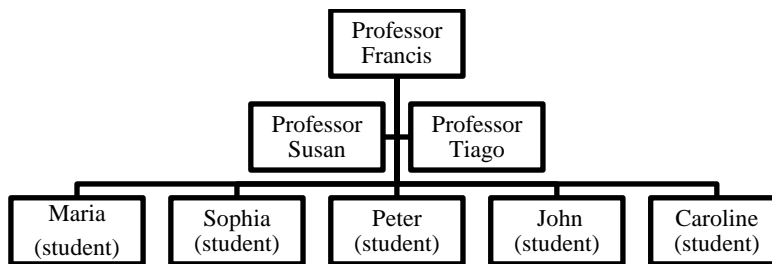 Professor
Francis
Professor
Susan
Professor
Tiago
Maria
(student)
Sophia
(student)
Peter
(student)
John
(student)
Caroline
(student)